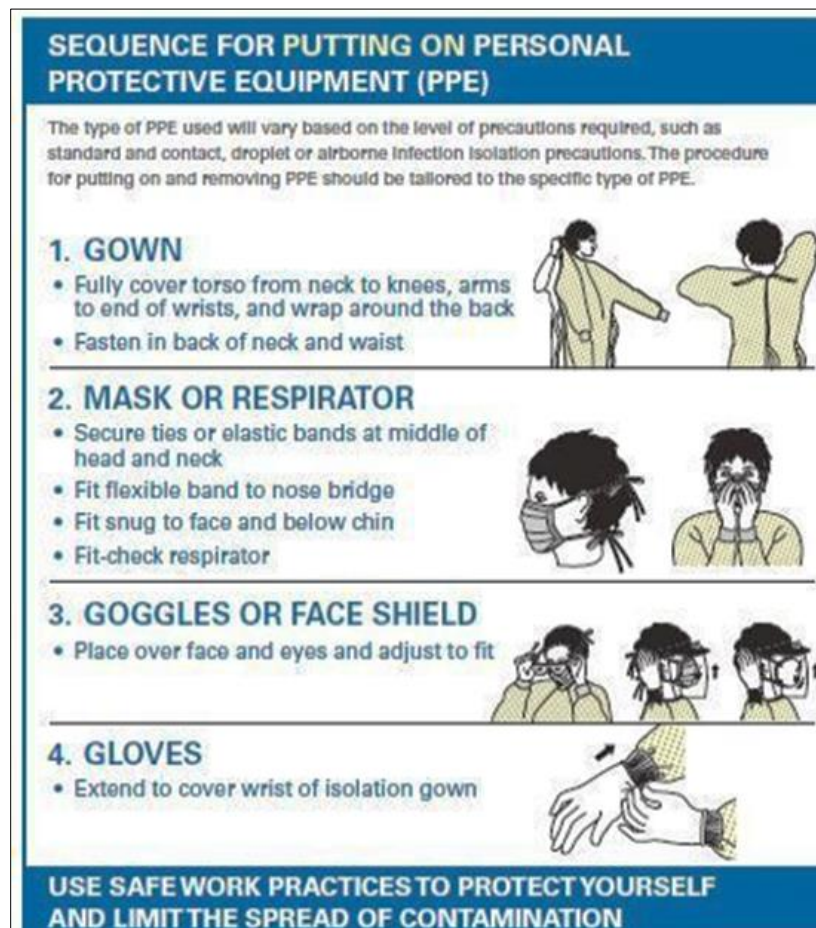 SEQUENCE FOR PUTTING ON PERSONAL
PROTECTIVE EQUIPMENT (PPE)
The type of PPE used will vary based on the level of precautions required, such as
standard and contact, droplet or airborne infection isolation precautions. The procedure
for putting on and removing PPE should be tailored to the specific type of PPE.
1. GOWN
• Fully cover torso from neck to knees, arms
to end of wrists, and wrap around the back
• Fasten in back of neck and waist
2. MASK OR RESPIRATOR
• Secure ties or elastic bands at middle of
head and neck
• Fit flexible band to nose bridge
• Fit snug to face and below chin
• Fit-check respirator
3. GOGGLES OR FACE SHIELD
• Place over face and eyes and adjust to fit
4. GLOVES
• Extend to cover wrist of isolation gown
USE SAFE WORK PRACTICES TO PROTECT YOURSELF
AND LIMIT THE SPREAD OF CONTAMINATION